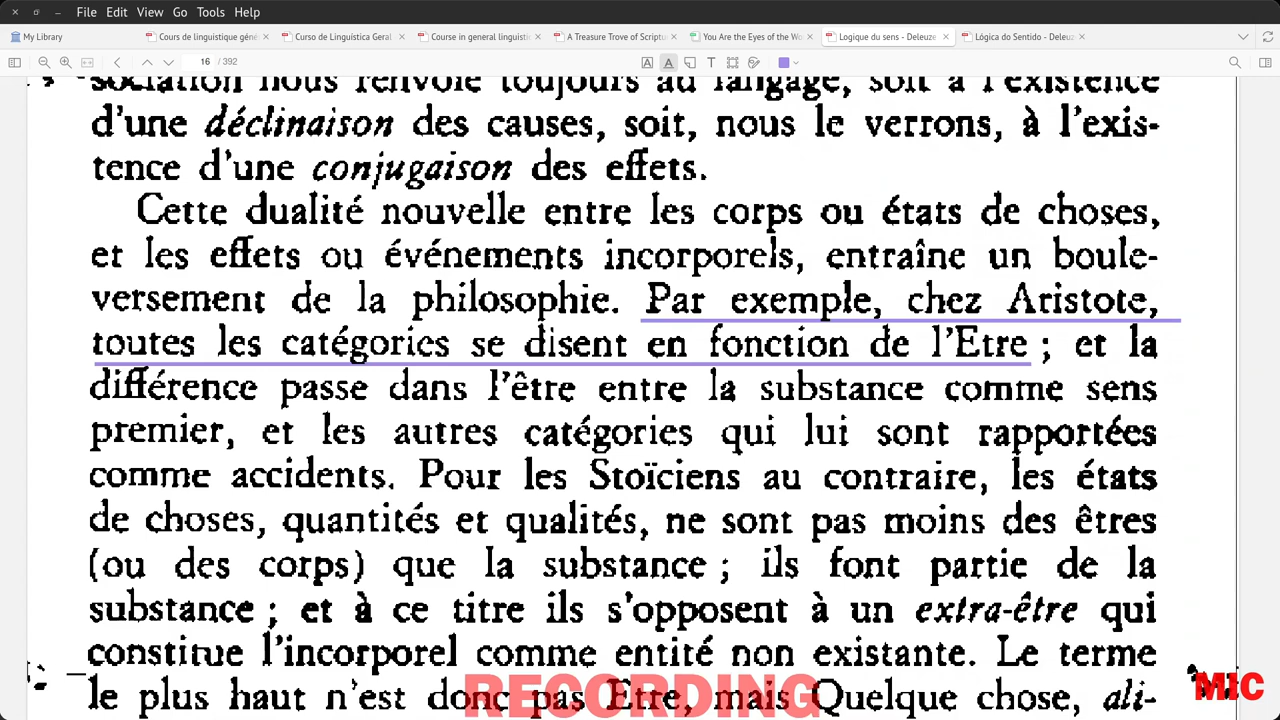 File Edit View Go Tools Help
My Library Cours de linguistique géné Curso de Linguística Geral Course in general linguisti A Treasure Trove of Scriptu You Are the Eyes of the Wo Logique du sens - Deleuze Lógica do Sentido - Deleuz
16 / 392
sociation nous renvoie toujours au langage, soit à l'existence
d'une déclinaison des causes, soit, nous le verrons, à l'exis-
tence d'une conjugaison des effets.
Cette dualité nouvelle entre les corps ou états de choses,
et les effets ou événements incorporels, entraîne un boule-
versement de la philosophie. Par exemple, chez Aristote,
toutes les catégories se disent en fonction de l'Etre ; et la
différence passe dans l'être entre la substance comme sens
premier, et les autres catégories qui lui sont rapportées
comme accidents. Pour les Stoïciens au contraire, les états
de choses, quantités et qualités, ne sont pas moins des êtres
(ou des corps) que la substance ; ils font partie de la
substance ; et à ce titre ils s'opposent à un extra-être qui
constitue l'incorporel comme entité non existante. Le terme
le plus haut n'est donc pas Etre, mais Quelque chose, ali-
RECORDING
MIC